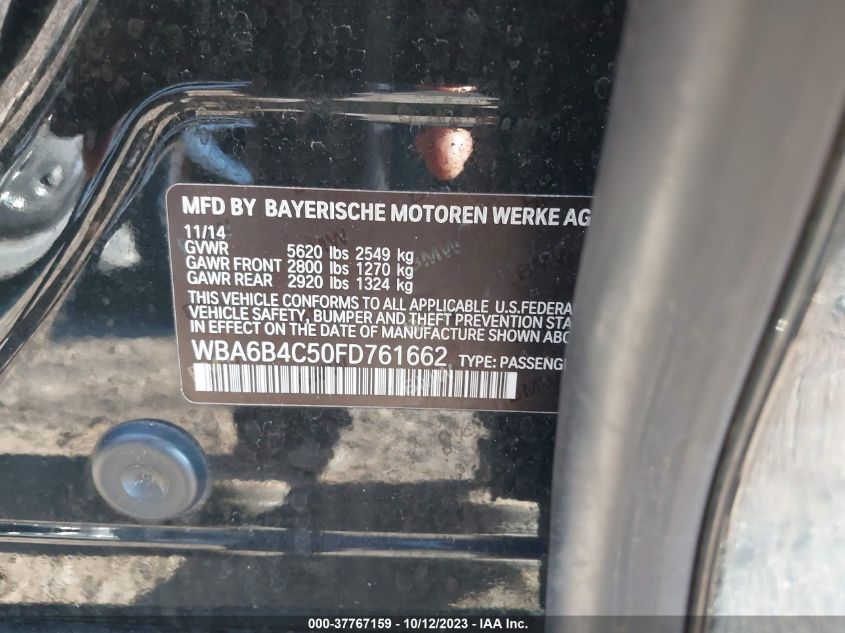 MFD BY BAYERISCHE MOTOREN WERKE AG
11/14
GVWR 5620 lbs 2549 kg
GAWR FRONT 2800 lbs 1270 kg
GAWR REAR 2920 lbs 1324 kg
THIS VEHICLE CONFORMS TO ALL APPLICABLE U.S.FEDERA
VEHICLE SAFETY, BUMPER AND THEFT PREVENTION STA
IN EFFECT ON THE DATE OF MANUFACTURE SHOWN ABO
WBA6B4C50FD761662 TYPE: PASSENG
000-37767159 - 10/12/2023 - IAA Inc.